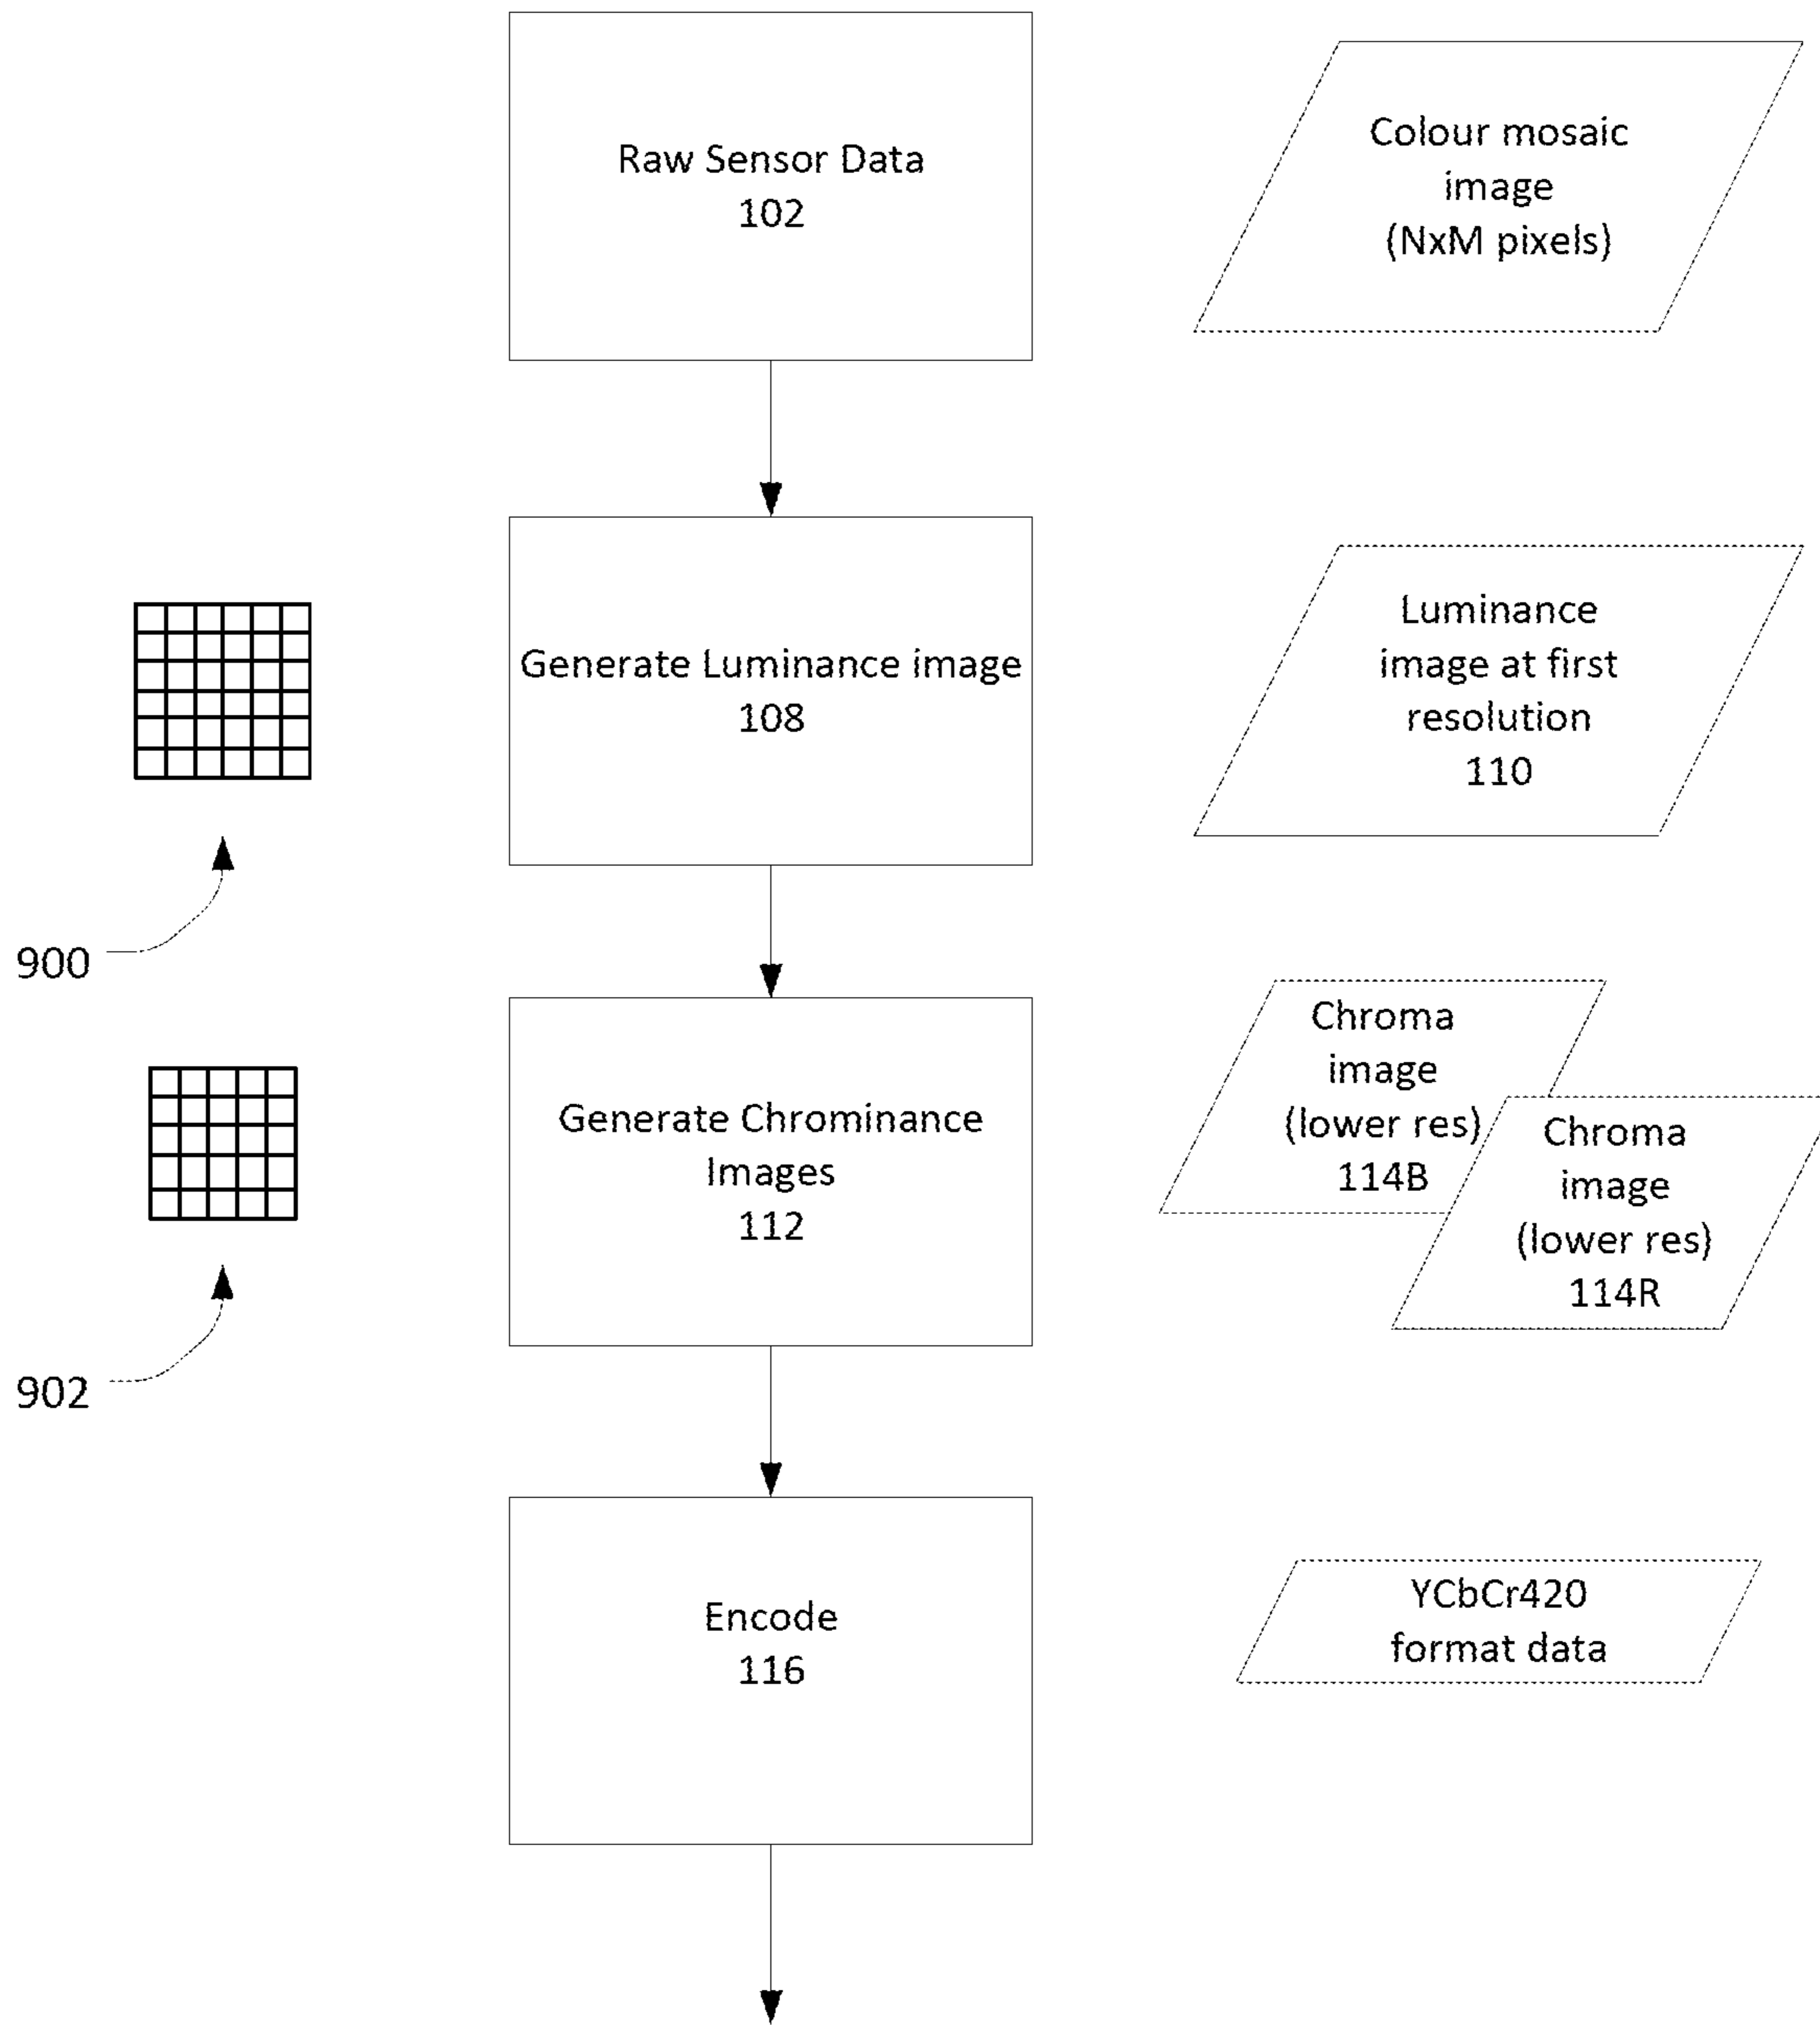 Raw Sensor Data
102
Colour mosaic
image
(NxM pixels)
Generate Luminance image
108
Luminance
image at first
resolution
110
900
Generate Chrominance
Images
112
Chroma
image
(lower res)
114B
Chroma
image
(lower res)
114R
902
Encode
116
YCbCr420
format data